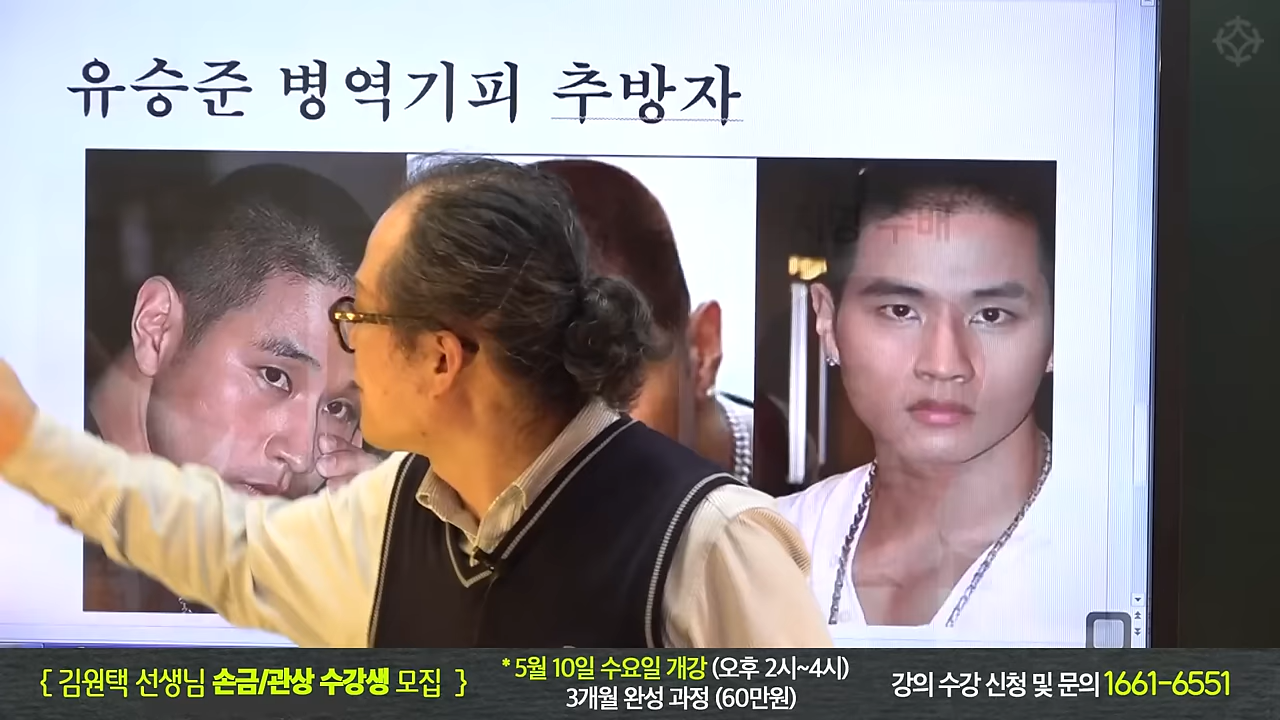 유승준 병역기피 추방자
{ 김원택 선생님 손금/관상 수강생 모집 }
* 5월 10일 수요일 개강 (오후 2시~4시)
3개월 완성 과정 (60만원)
강의 수강 신청 및 문의 1661-6551